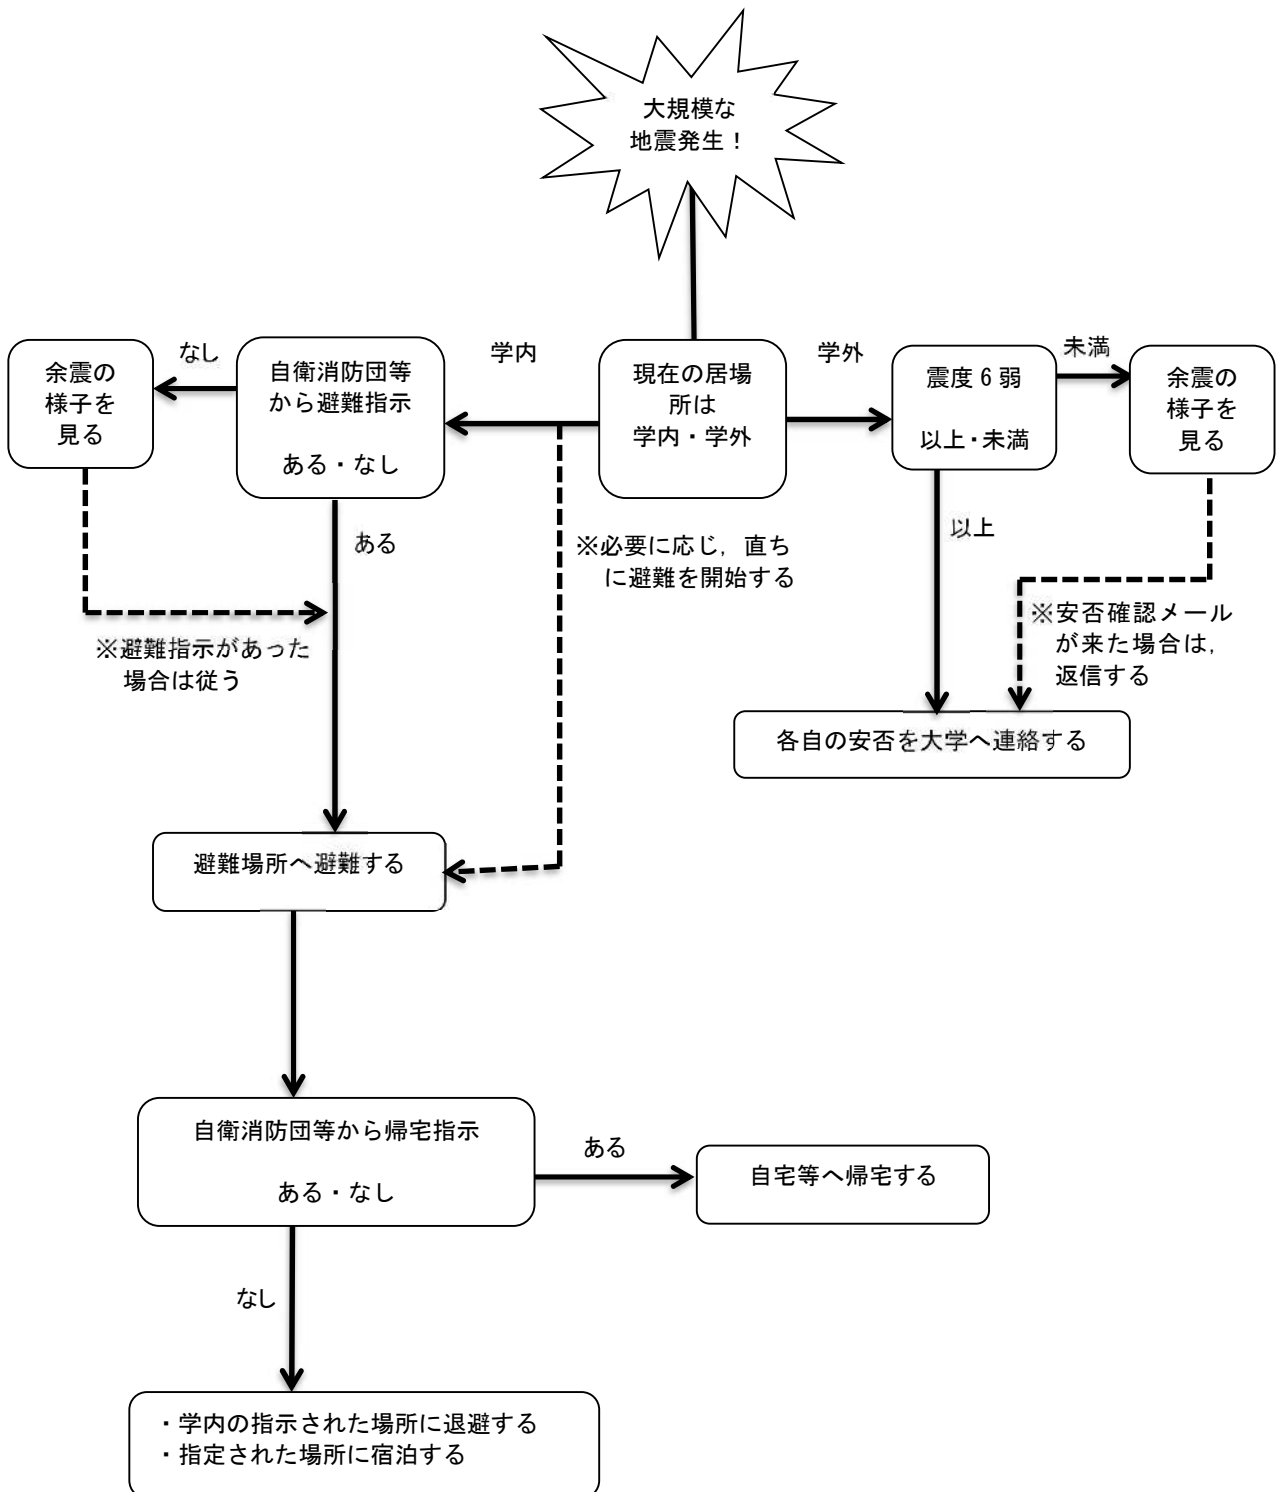 大規模な
地震発生！
なし
学内
学外
未満
余震の
様子を
見る
自衛消防団等
から避難指示
ある・なし
現在の居場
所は
学内・学外
震度６弱
以上・未満
余震の
様子を
見る
ある
※必要に応じ，直ち
に避難を開始する
以上
※避難指示があった
場合は従う
※安否確認メール
が来た場合は，
返信する
各自の安否を大学へ連絡する
避難場所へ避難する
自衛消防団等から帰宅指示
ある・なし
ある
自宅等へ帰宅する
なし
・学内の指示された場所に退避する
・指定された場所に宿泊する